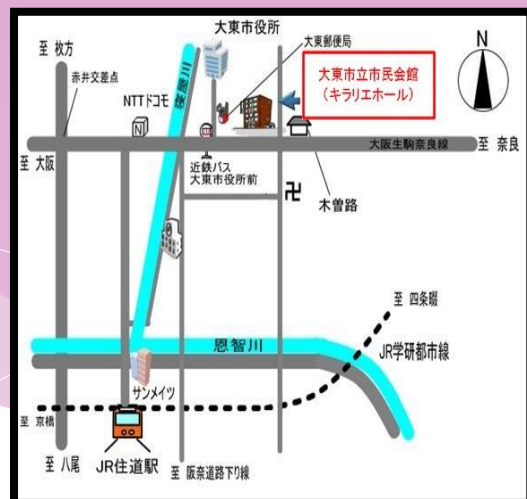 大東市役所
至 枚方
大東郵便局
N
赤井交差点
大東市立市民会館
(キラリエホール)
NTTドコモ
寝屋川
N
大阪生駒奈良線
至 奈良
至 大阪
近鉄バス
大東市役所前
卍
木曽路
至 四条畷
恩智川
JR学研都市線
サンメイツ
至 京橋
至 八尾
JR住道駅
至 阪奈道路下り線